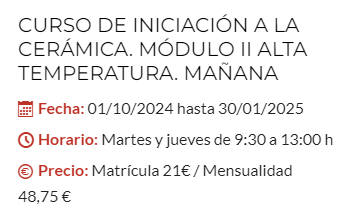 CURSO DE INICIACIÓN A LA
CERÁMICA. MÓDULO II ALTA
TEMPERATURA. MAÑANA
Fecha: 01/10/2024 hasta 30/01/2025
Horario: Martes y jueves de 9:30 a 13:00 h
Precio: Matrícula 21€ / Mensualidad
48,75 €